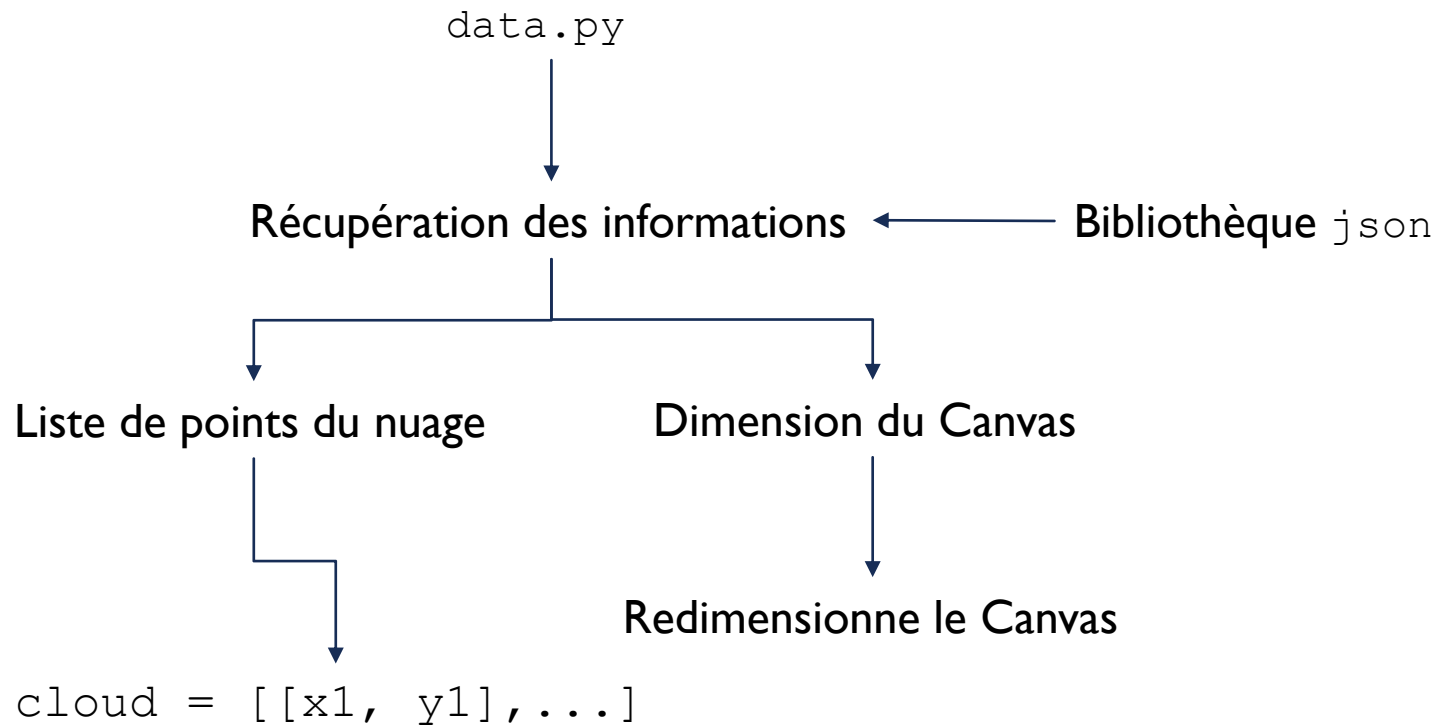 data.py
Récupération des informations
Bibliothèque json
Liste de points du nuage
Dimension du Canvas
Redimensionne le Canvas
cloud = [[x1, y1],...]